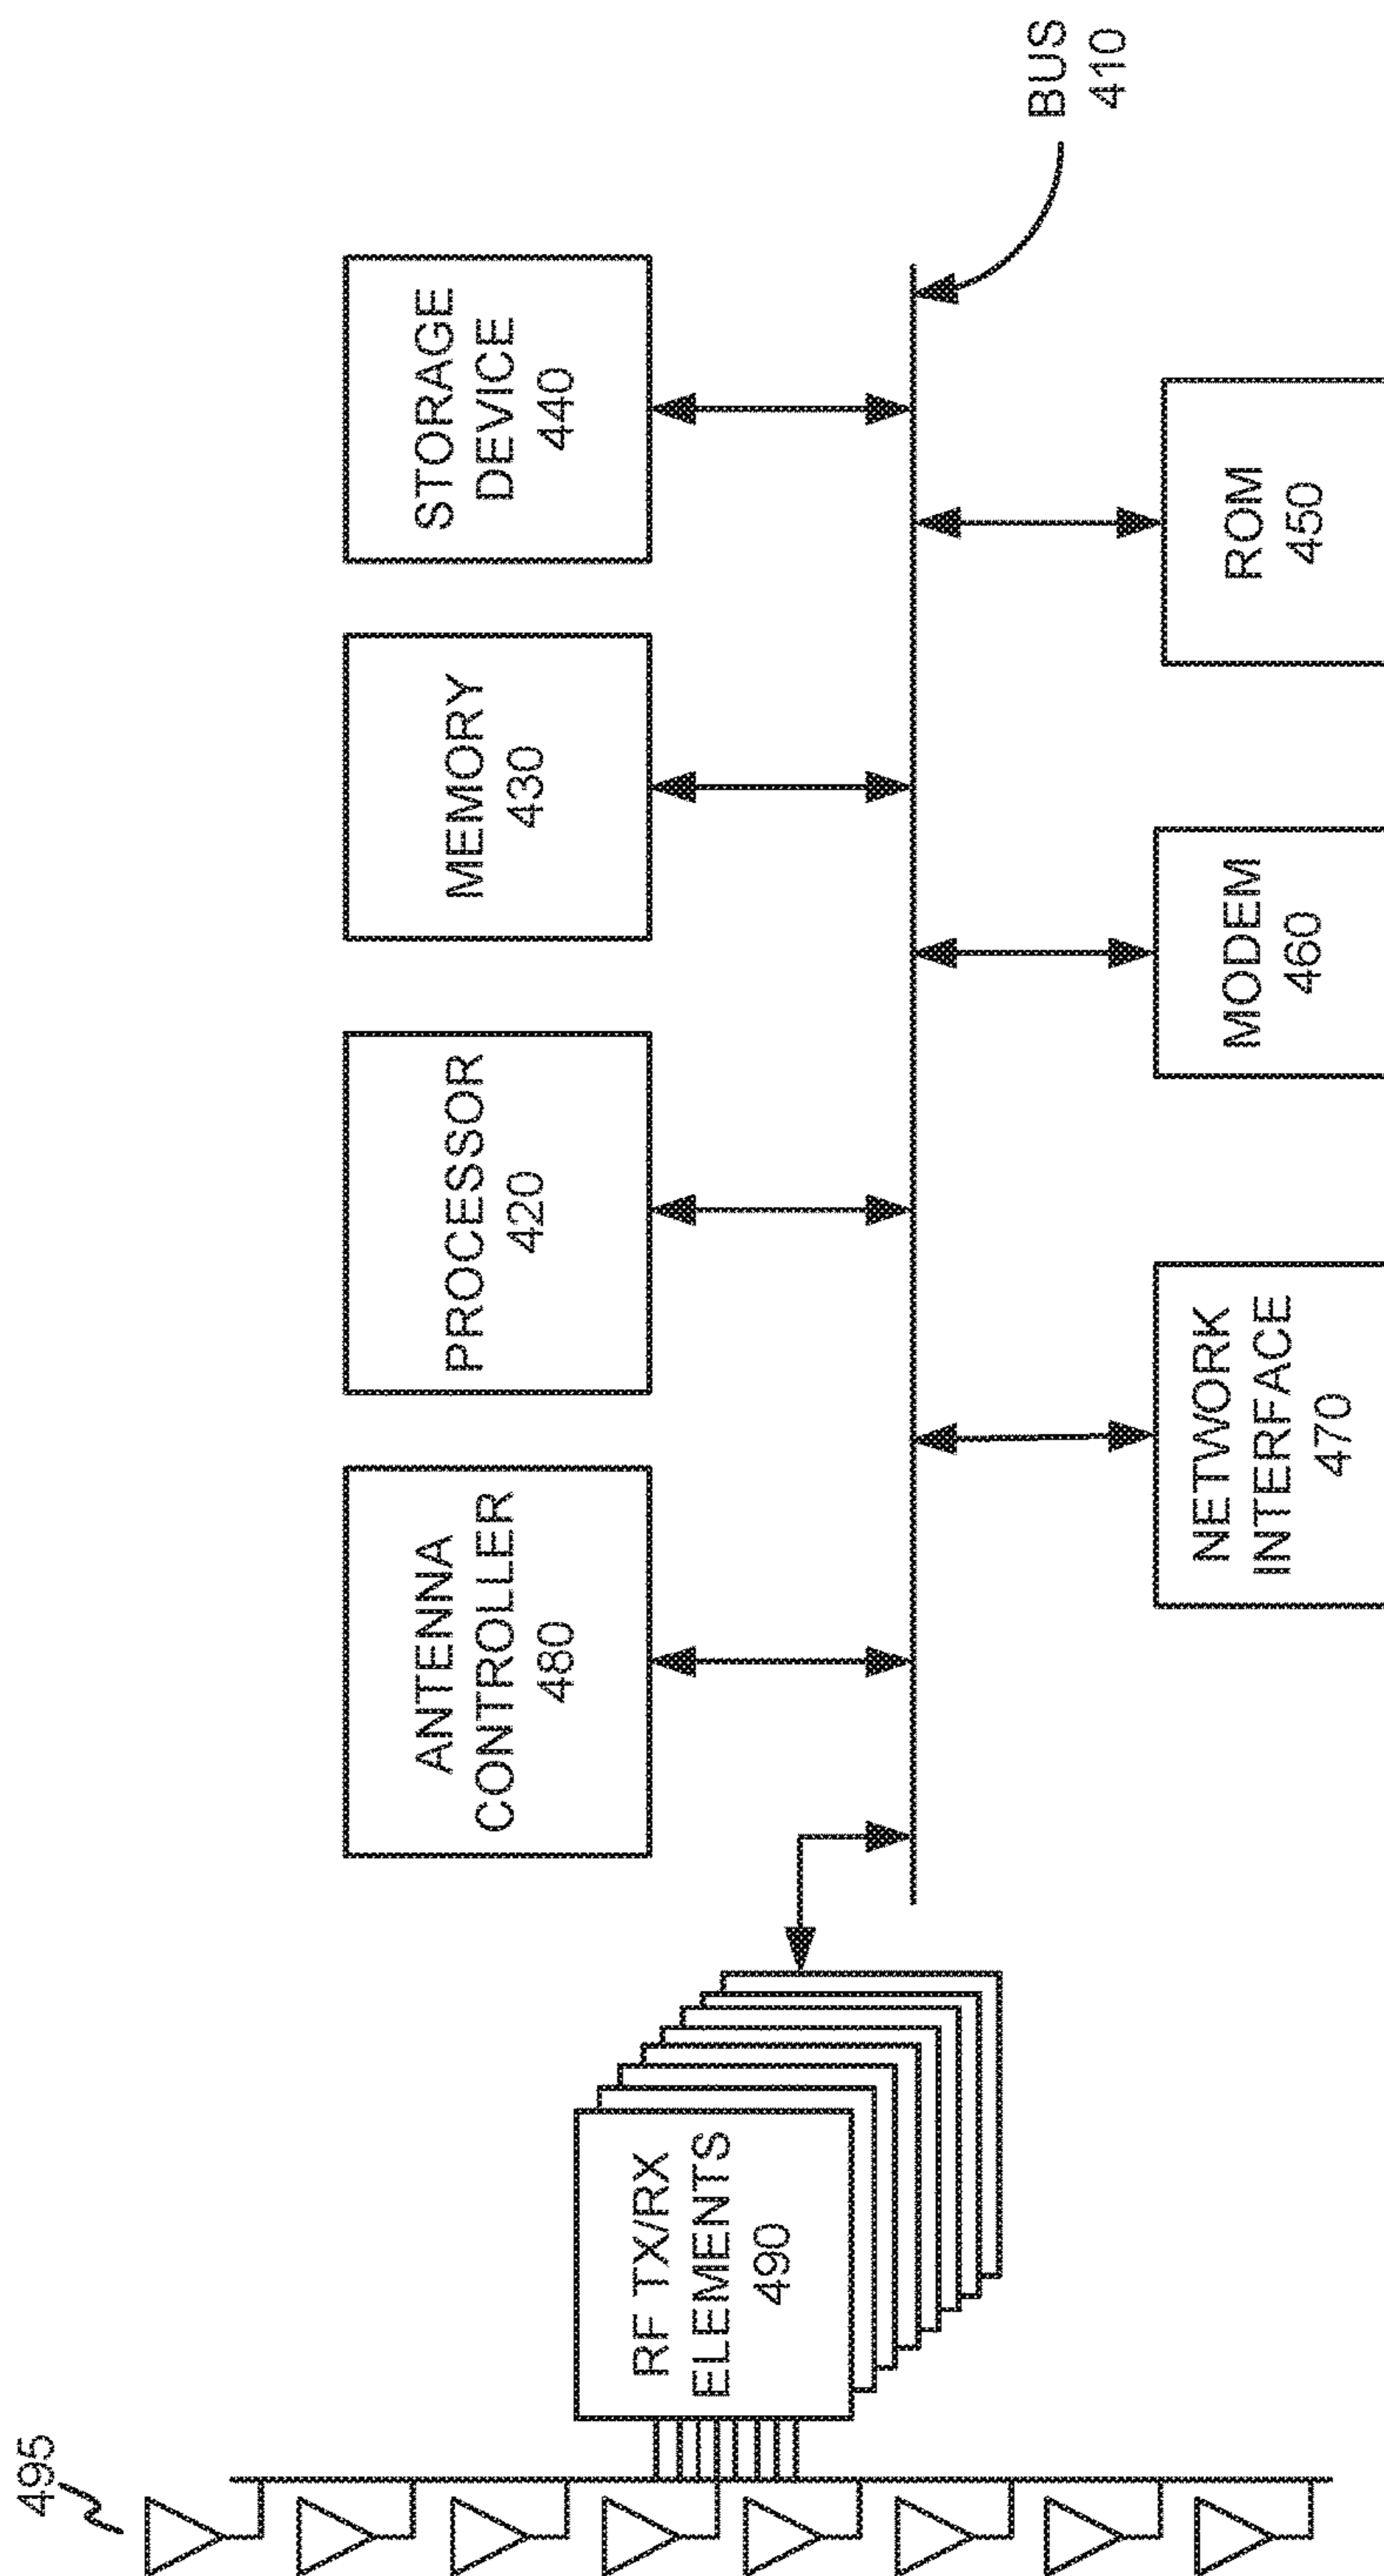 495
RF TX/RX
ELEMENTS
490
ANTENNA
CONTROLLER
480
PROCESSOR
420
MEMORY
430
STORAGE
DEVICE
440
BUS
410
NETWORK
INTERFACE
470
MODEM
460
ROM
450